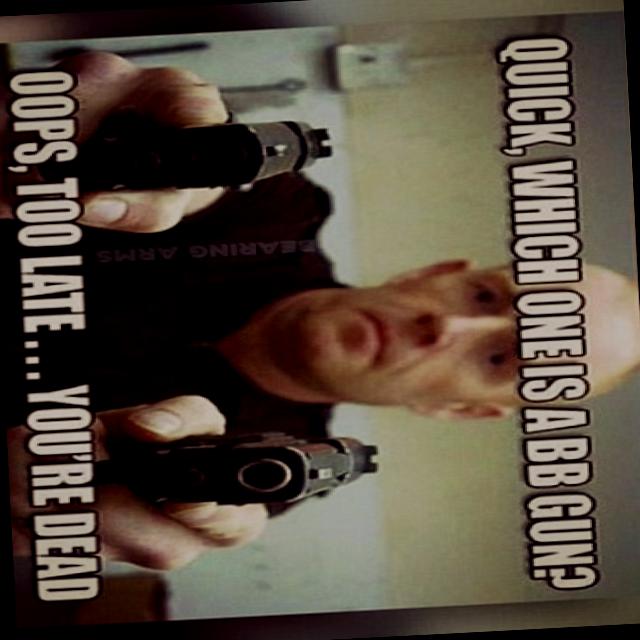 QUICK, WHICH ONE IS A BB GUN?
BEARING ARMS
OOPS, TOO LATE.... YOU'RE DEAD